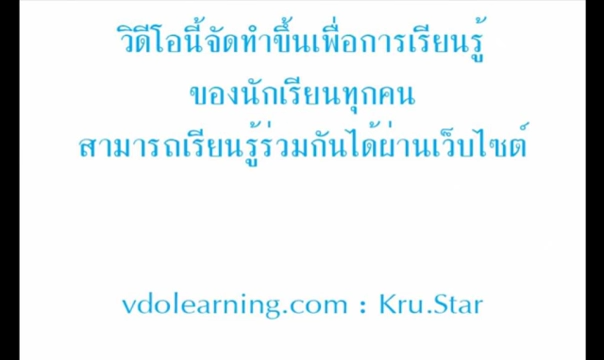 วิดีโอนี้จัดทำขึ้นเพื่อการเรียนรู้
ของนักเรียนทุกคน
สามารถเรียนรู้ร่วมกันได้ผ่านเว็บไซต์
vdolearning.com : Kru.Star